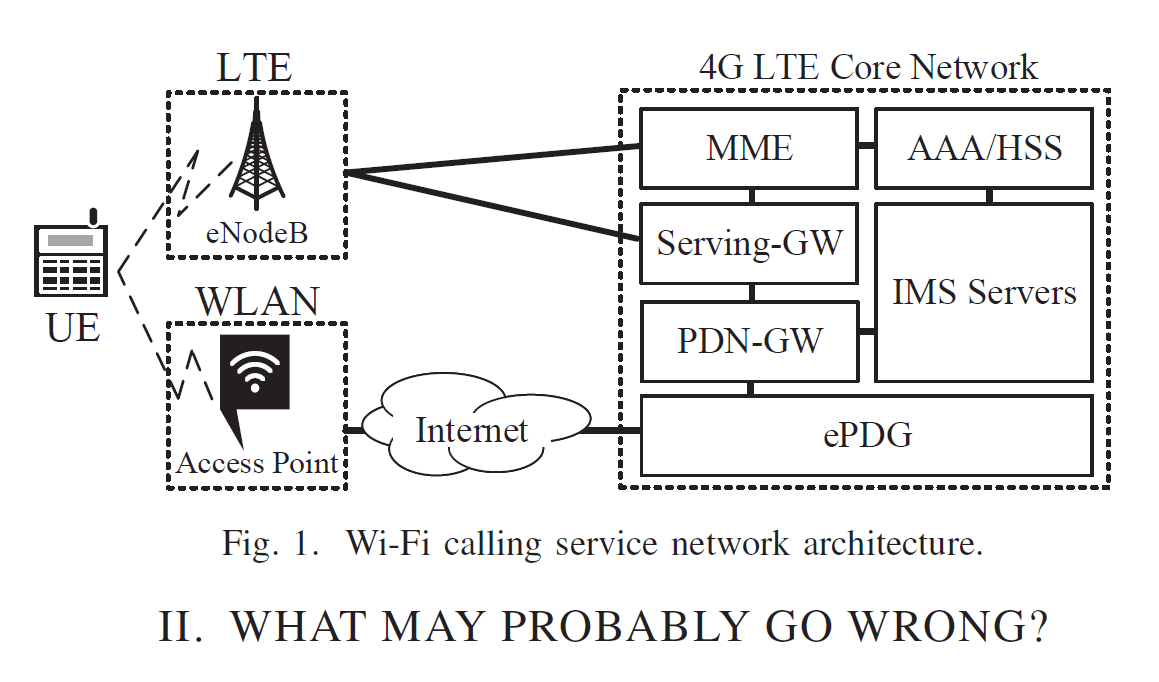 LTE
4G LTE Core Network
MME
AAA/HSS
eNodeB
Serving-GW
IMS Servers
UE
WLAN
PDN-GW
Internet
ePDG
Access Point
Fig. 1. Wi-Fi calling service network architecture.
II. WHAT MAY PROBABLY GO WRONG?